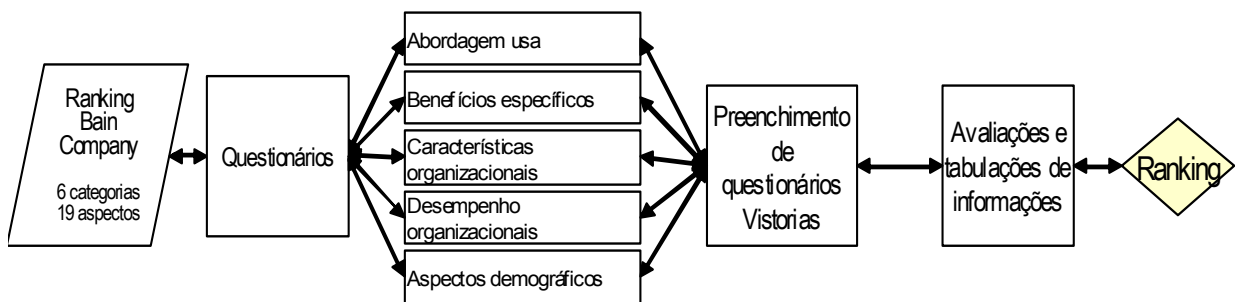 Ranking
Bain
Company
6 categorias
19 aspectos
Questionários
Abordagem usa
Benefícios específicos
Características
organizacionais
Desempenho
organizacionais
Aspectos demográficos
Preenchimento
de
questionários
Vistorias
Avaliações e
tabulações de
informações
Ranking